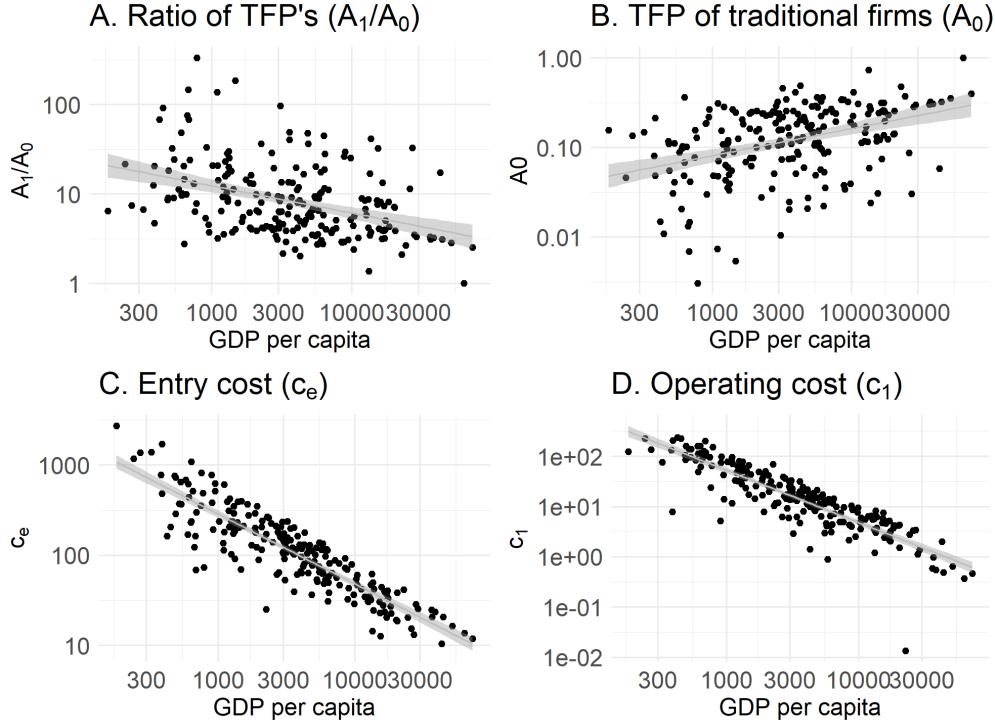 A. Ratio of TFP's (A₁/A₀)
A₁/A₀
100
10
1
300 1000 3000 10000 30000
GDP per capita
B. TFP of traditional firms (A₀)
A0
1.00
0.10
0.01
300 1000 3000 10000 30000
GDP per capita
C. Entry cost (cₑ)
cₑ
1000
100
10
300 1000 3000 10000 30000
GDP per capita
D. Operating cost (c₁)
c₁
1e+02
1e+01
1e+00
1e-01
1e-02
300 1000 3000 10000 30000
GDP per capita